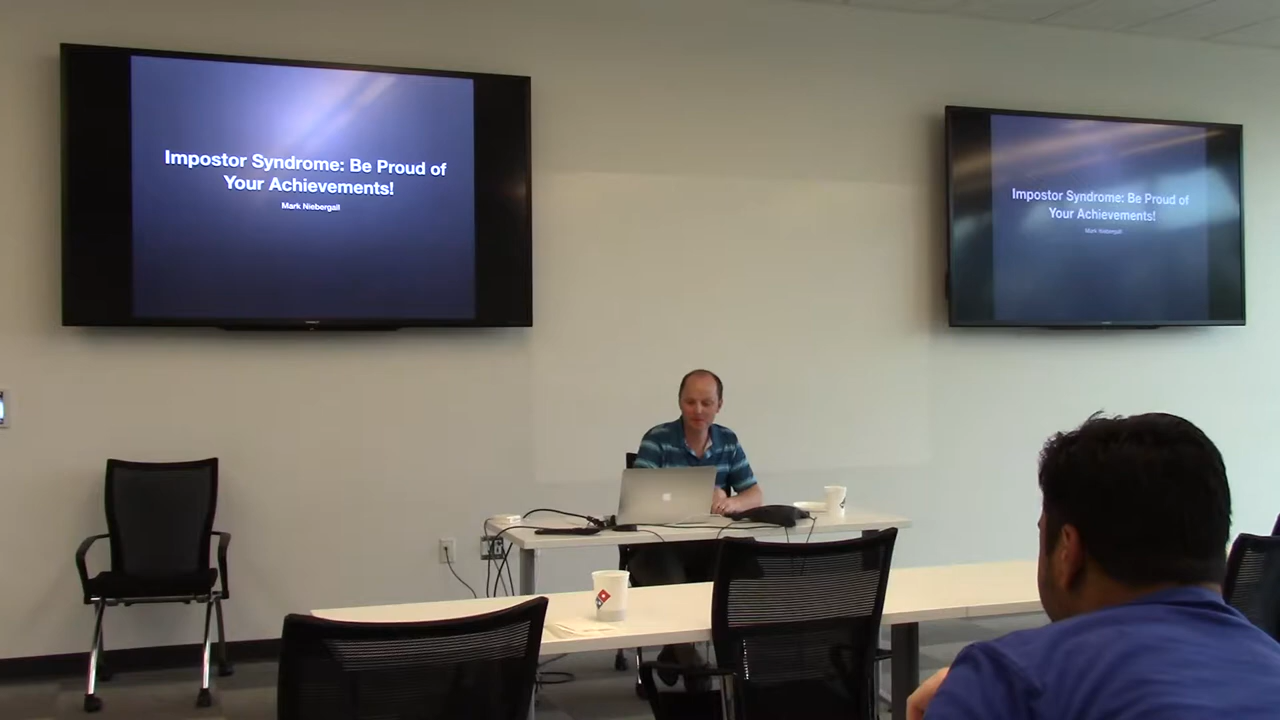 Impostor Syndrome: Be Proud of
Your Achievements!
Mark Niebergall
Impostor Syndrome: Be Proud of
Your Achievements!
Mark Niebergall